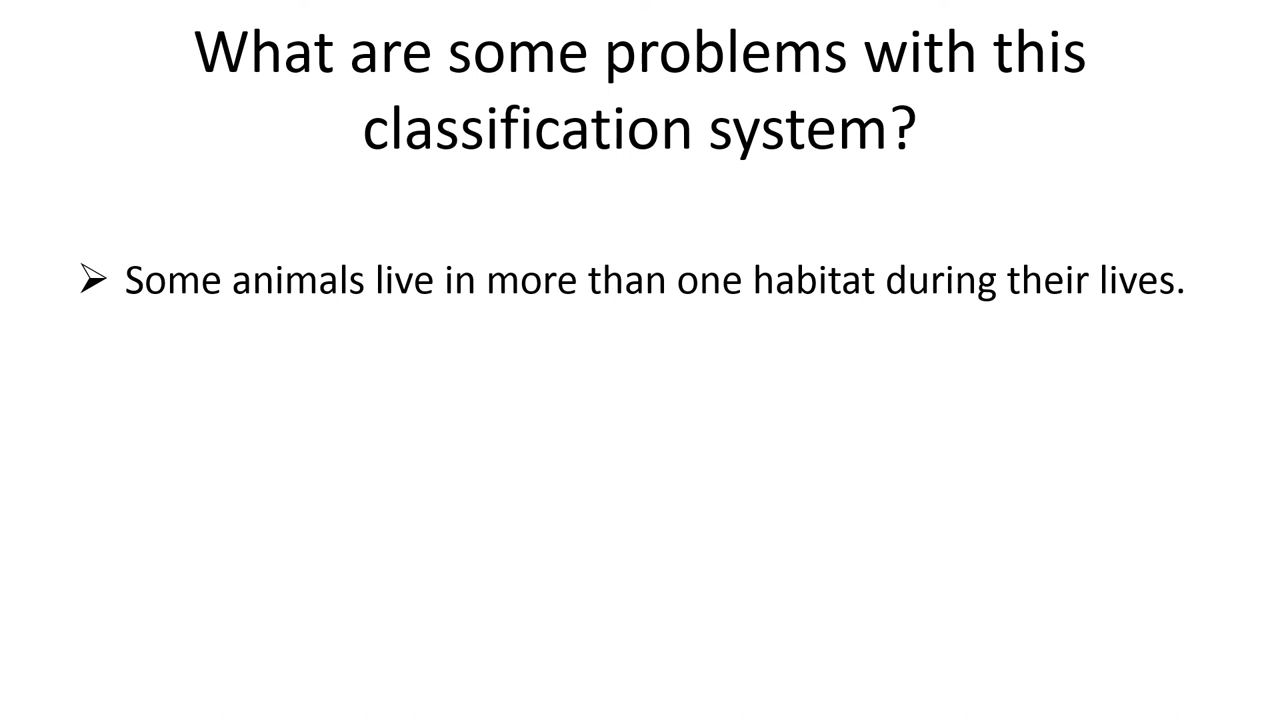 What are some problems with this
classification system?
➢ Some animals live in more than one habitat during their lives.